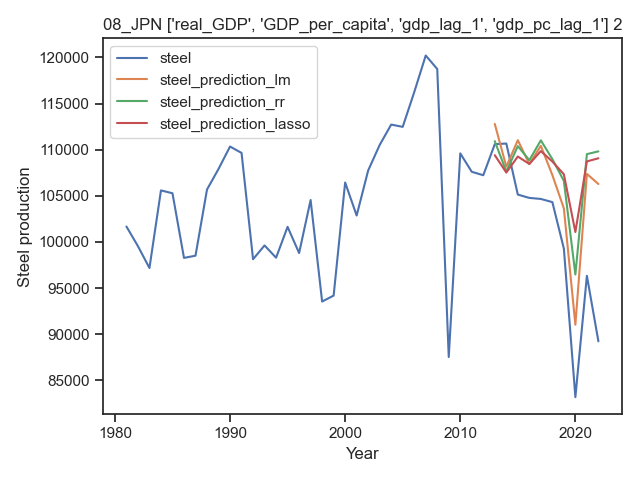 08_JPN ['real_GDP', 'GDP_per_capita', 'gdp_lag_1', 'gdp_pc_lag_1'] 2
steel
steel_prediction_lm
steel_prediction_rr
steel_prediction_lasso
Steel production
120000
115000
110000
105000
100000
95000
90000
85000
1980
1990
2000
2010
2020
Year